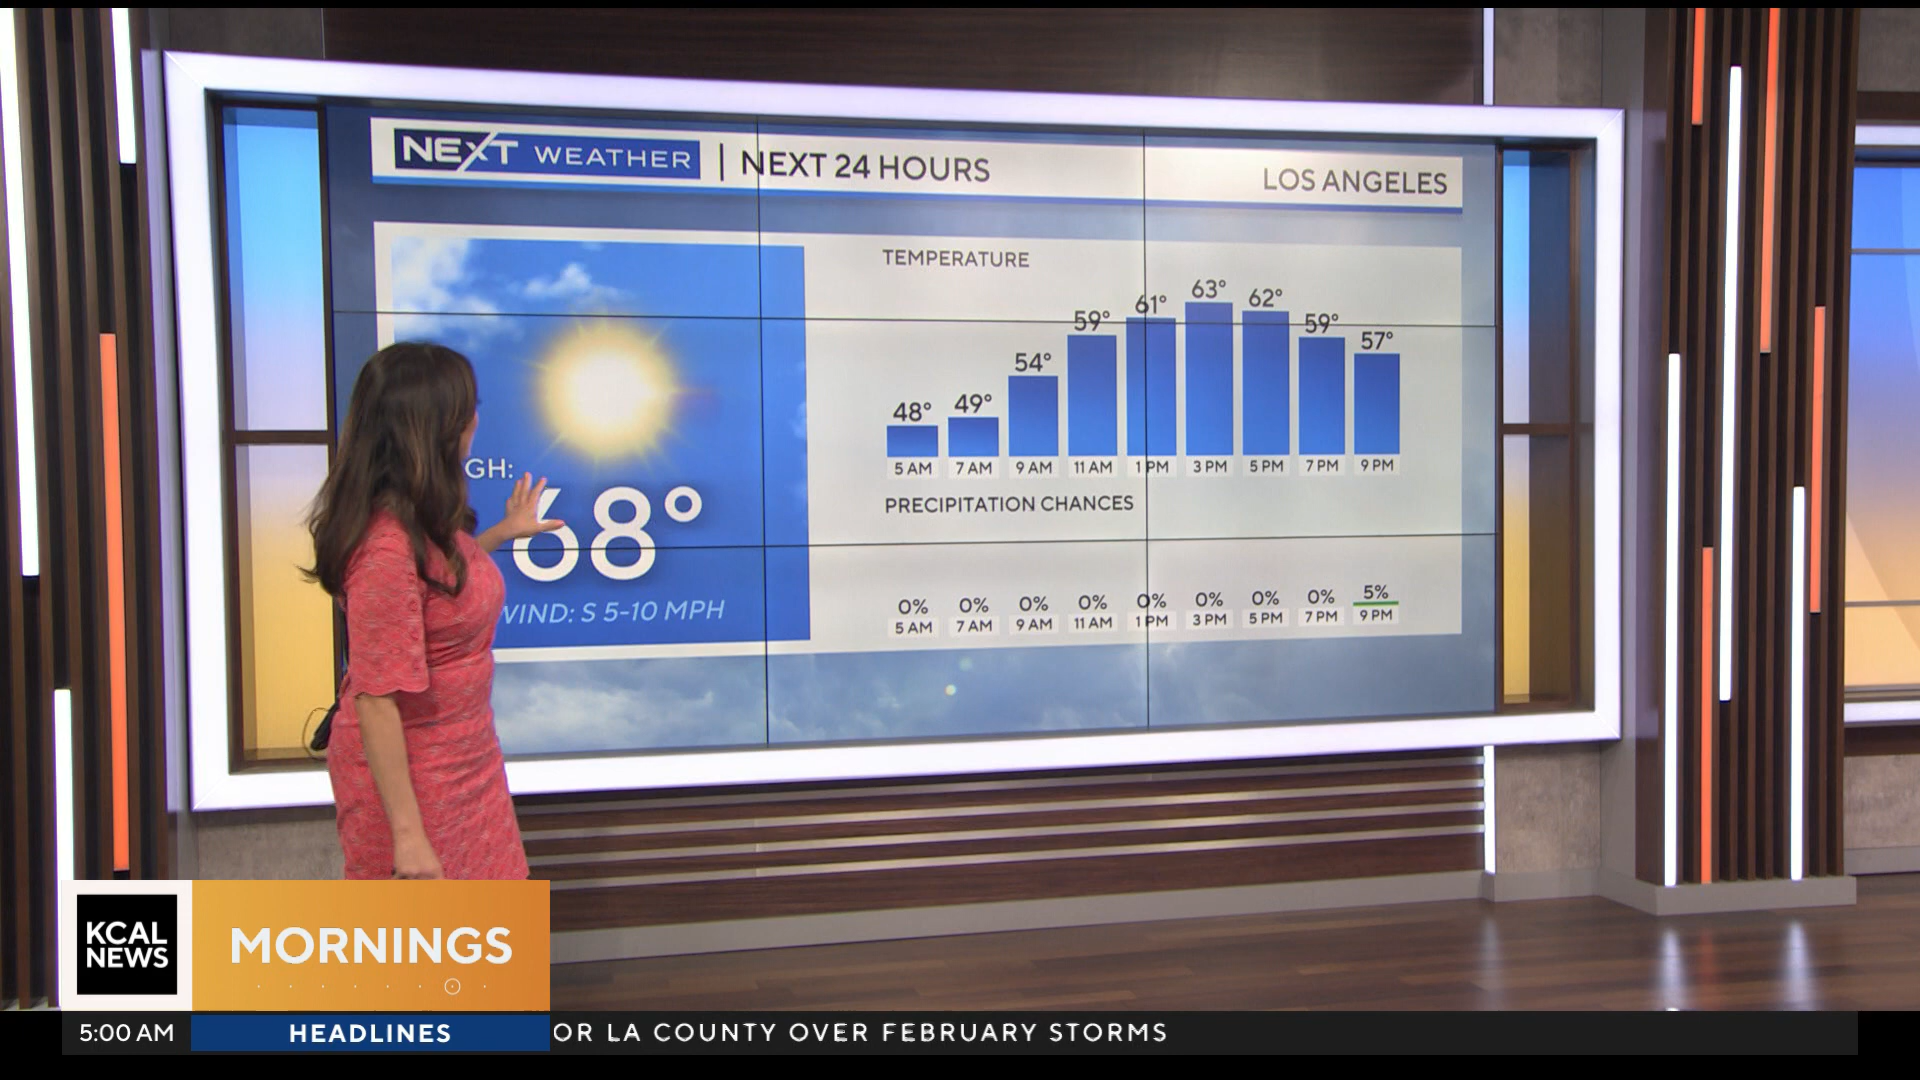 NEXT WEATHER | NEXT 24 HOURS
LOS ANGELES
GH:
68°
WIND: S 5-10 MPH
TEMPERATURE
48° 49° 54° 59° 61° 63° 62° 59° 57°
5 AM 7 AM 9 AM 11 AM 1 PM 3 PM 5 PM 7 PM 9 PM
PRECIPITATION CHANCES
0% 0% 0% 0% 0% 0% 0% 0% 5%
5 AM 7 AM 9 AM 11 AM 1 PM 3 PM 5 PM 7 PM 9 PM
KCAL
NEWS
MORNINGS
5:00 AM
HEADLINES
OR LA COUNTY OVER FEBRUARY STORMS